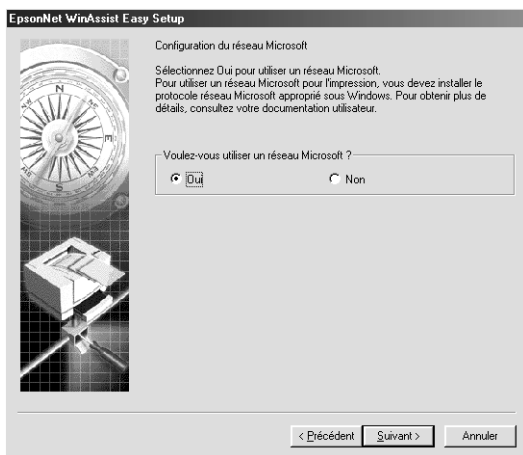 EpsonNet WinAssist Easy Setup
Configuration du réseau Microsoft
Sélectionnez Oui pour utiliser un réseau Microsoft.
Pour utiliser un réseau Microsoft pour l'impression, vous devez installer le
protocole réseau Microsoft approprié sous Windows. Pour obtenir plus de
détails, consultez votre documentation utilisateur.
Voulez-vous utiliser un réseau Microsoft ?
Oui
Non
N
E
S
< Précédent
Suivant >
Annuler